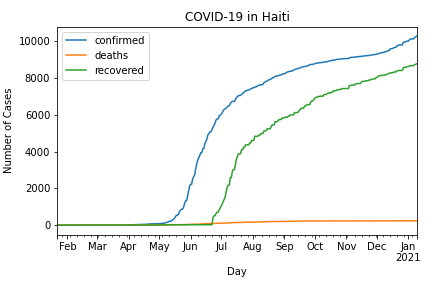 COVID-19 in Haiti
confirmed
deaths
recovered
Number of Cases
10000
8000
6000
4000
2000
0
Feb Mar Apr May Jun Jul Aug Sep Oct Nov Dec Jan
2021
Day